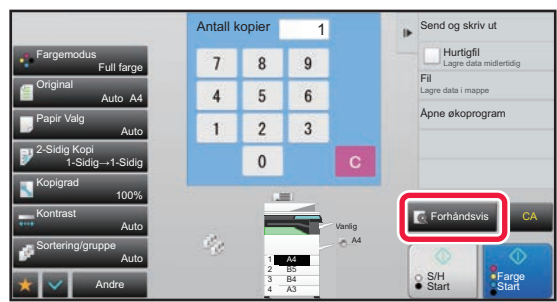 Antall kopier 1
Send og skriv ut
Hurtigfil
Lagre data midlertidig
Fil
Lagre data i mappe
Åpne økoprogram
Fargemodus
Full farge
Original
Auto A4
Papir Valg
Auto
2-Sidig Kopi
1-Sidig→1-Sidig
Kopigrad
100%
Kontrast
Auto
Sortering/gruppe
Auto
Andre
7 8 9
4 5 6
1 2 3
0 C
Vanlig
A4
1 A4
2 B5
3 B4
4 A3
Forhåndsvis
CA
S/H
Start
Farge
Start